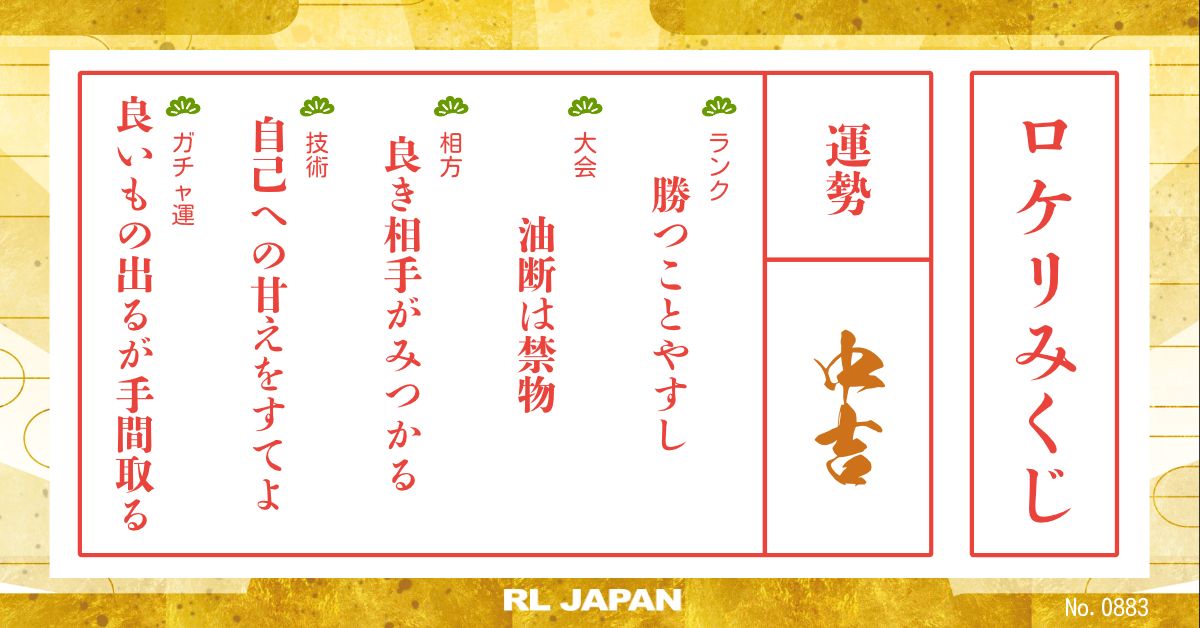 ロケリみくじ
運勢
中吉
ランク
勝つことやすし
大会
油断は禁物
相方
良き相手がみつかる
技術
自己への甘えをすてよ
ガチャ運
良いもの出るが手間取る
RL JAPAN
No. 0883